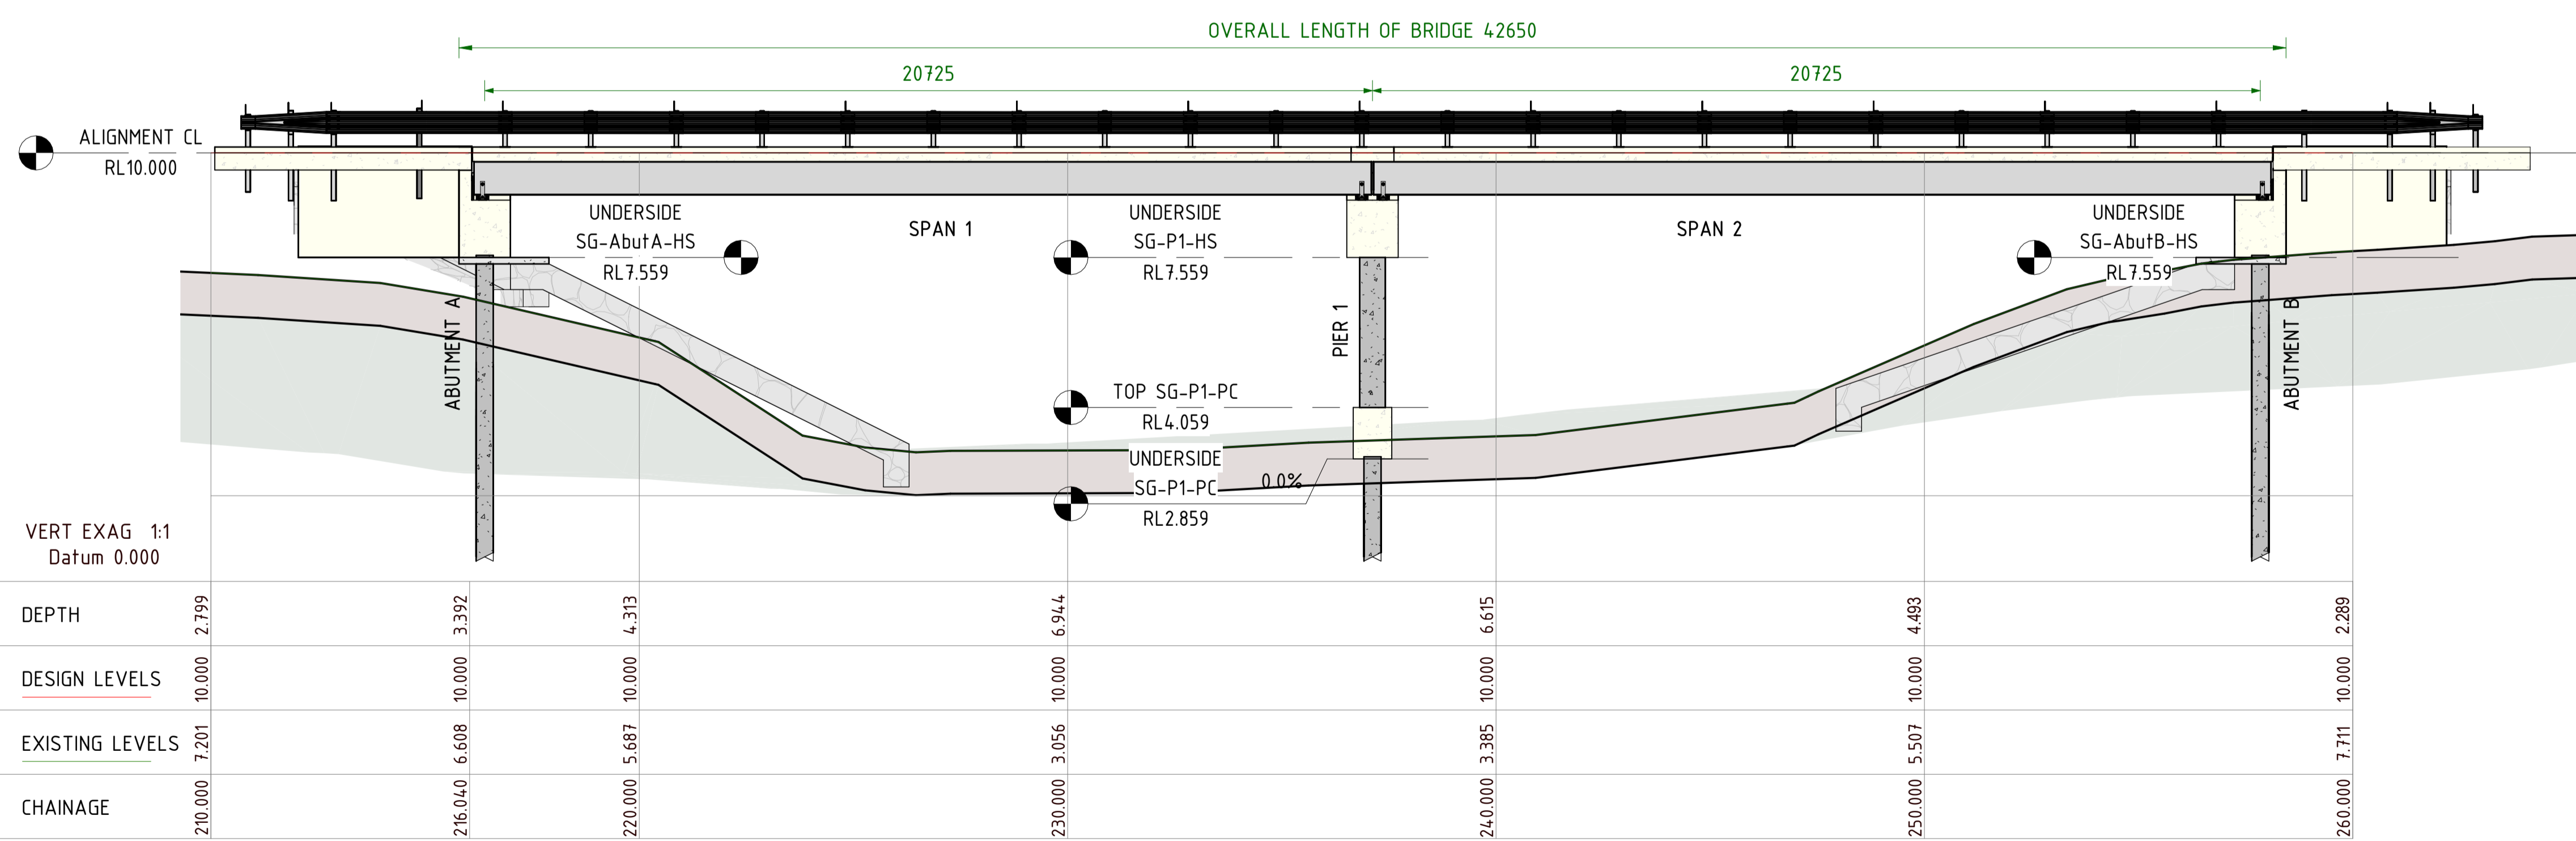 OVERALL LENGTH OF BRIDGE 42650
20725
20725
ALIGNMENT CL
RL10.000
UNDERSIDE
SG-AbutA-HS
RL7.559
SPAN 1
UNDERSIDE
SG-P1-HS
RL7.559
SPAN 2
UNDERSIDE
SG-AbutB-HS
RL7.559
ABUTMENT A
PIER 1
ABUTMENT B
TOP SG-P1-PC
RL4.059
UNDERSIDE
SG-P1-PC
RL2.859
0.0%
VERT EXAG 1:1
Datum 0.000
DEPTH 2.799 3.392 4.313 6.944 6.615 4.493 2.289
DESIGN LEVELS 10.000 10.000 10.000 10.000 10.000 10.000 10.000
EXISTING LEVELS 7.201 6.608 5.687 3.056 3.385 5.507 7.711
CHAINAGE 210.000 216.040 220.000 230.000 240.000 250.000 260.000